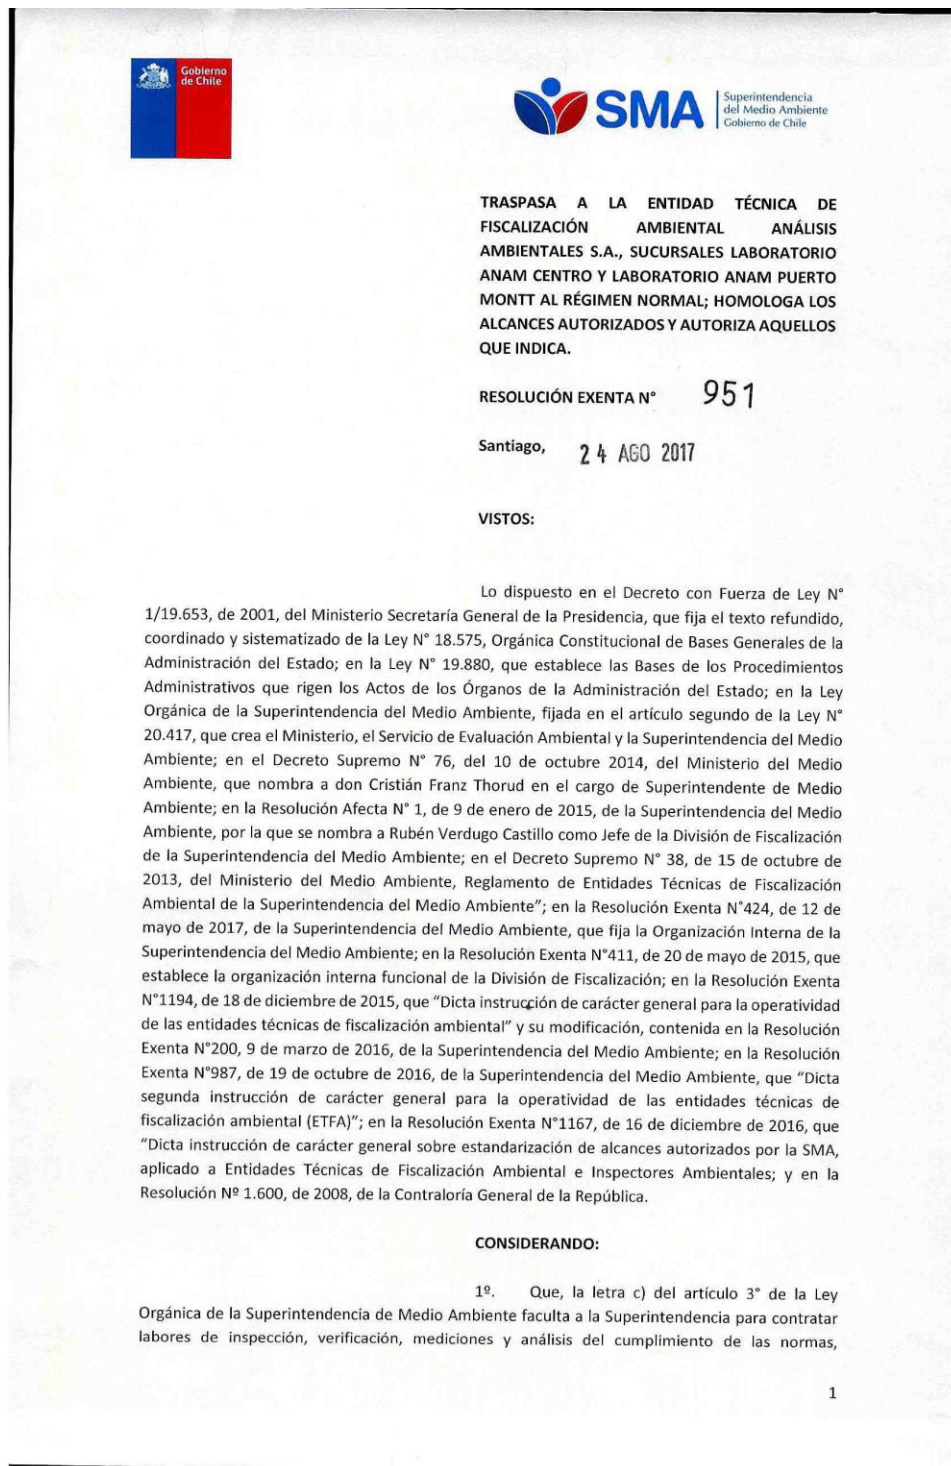 Gobierno
de Chile
SMA
Superintendencia
del Medio Ambiente
Gobierno de Chile
TRASPASA A LA ENTIDAD TÉCNICA DE
FISCALIZACIÓN AMBIENTAL ANÁLISIS
AMBIENTALES S.A., SUCURSALES LABORATORIO
ANAM CENTRO Y LABORATORIO ANAM PUERTO
MONTT AL RÉGIMEN NORMAL; HOMOLOGA LOS
ALCANCES AUTORIZADOS Y AUTORIZA AQUELLOS
QUE INDICA.
RESOLUCIÓN EXENTA N° 951
Santiago, 24 AGO 2017
VISTOS:
Lo dispuesto en el Decreto con Fuerza de Ley N°
1/19.653, de 2001, del Ministerio Secretaría General de la Presidencia, que fija el texto refundido,
coordinado y sistematizado de la Ley N° 18.575, Orgánica Constitucional de Bases Generales de la
Administración del Estado; en la Ley N° 19.880, que establece las Bases de los Procedimientos
Administrativos que rigen los Actos de los Órganos de la Administración del Estado; en la Ley
Orgánica de la Superintendencia del Medio Ambiente, fijada en el artículo segundo de la Ley N°
20.417, que crea el Ministerio, el Servicio de Evaluación Ambiental y la Superintendencia del Medio
Ambiente; en el Decreto Supremo N° 76, del 10 de octubre 2014, del Ministerio del Medio
Ambiente, que nombra a don Cristián Franz Thorud en el cargo de Superintendente de Medio
Ambiente; en la Resolución Afecta N° 1, de 9 de enero de 2015, de la Superintendencia del Medio
Ambiente, por la que se nombra a Rubén Verdugo Castillo como Jefe de la División de Fiscalización
de la Superintendencia del Medio Ambiente; en el Decreto Supremo N° 38, de 15 de octubre de
2013, del Ministerio del Medio Ambiente, Reglamento de Entidades Técnicas de Fiscalización
Ambiental de la Superintendencia del Medio Ambiente"; en la Resolución Exenta N°424, de 12 de
mayo de 2017, de la Superintendencia del Medio Ambiente, que fija la Organización Interna de la
Superintendencia del Medio Ambiente; en la Resolución Exenta N°411, de 20 de mayo de 2015, que
establece la organización interna funcional de la División de Fiscalización; en la Resolución Exenta
N°1194, de 18 de diciembre de 2015, que "Dicta instrucción de carácter general para la operatividad
de las entidades técnicas de fiscalización ambiental" y su modificación, contenida en la Resolución
Exenta N°200, 9 de marzo de 2016, de la Superintendencia del Medio Ambiente; en la Resolución
Exenta N°987, de 19 de octubre de 2016, de la Superintendencia del Medio Ambiente, que "Dicta
segunda instrucción de carácter general para la operatividad de las entidades técnicas de
fiscalización ambiental (ETFA)"; en la Resolución Exenta N°1167, de 16 de diciembre de 2016, que
"Dicta instrucción de carácter general sobre estandarización de alcances autorizados por la SMA,
aplicado a Entidades Técnicas de Fiscalización Ambiental e Inspectores Ambientales; y en la
Resolución Nº 1.600, de 2008, de la Contraloría General de la República.
CONSIDERANDO:
1º. Que, la letra c) del artículo 3° de la Ley
Orgánica de la Superintendencia de Medio Ambiente faculta a la Superintendencia para contratar
labores de inspección, verificación, mediciones y análisis del cumplimiento de las normas,
1